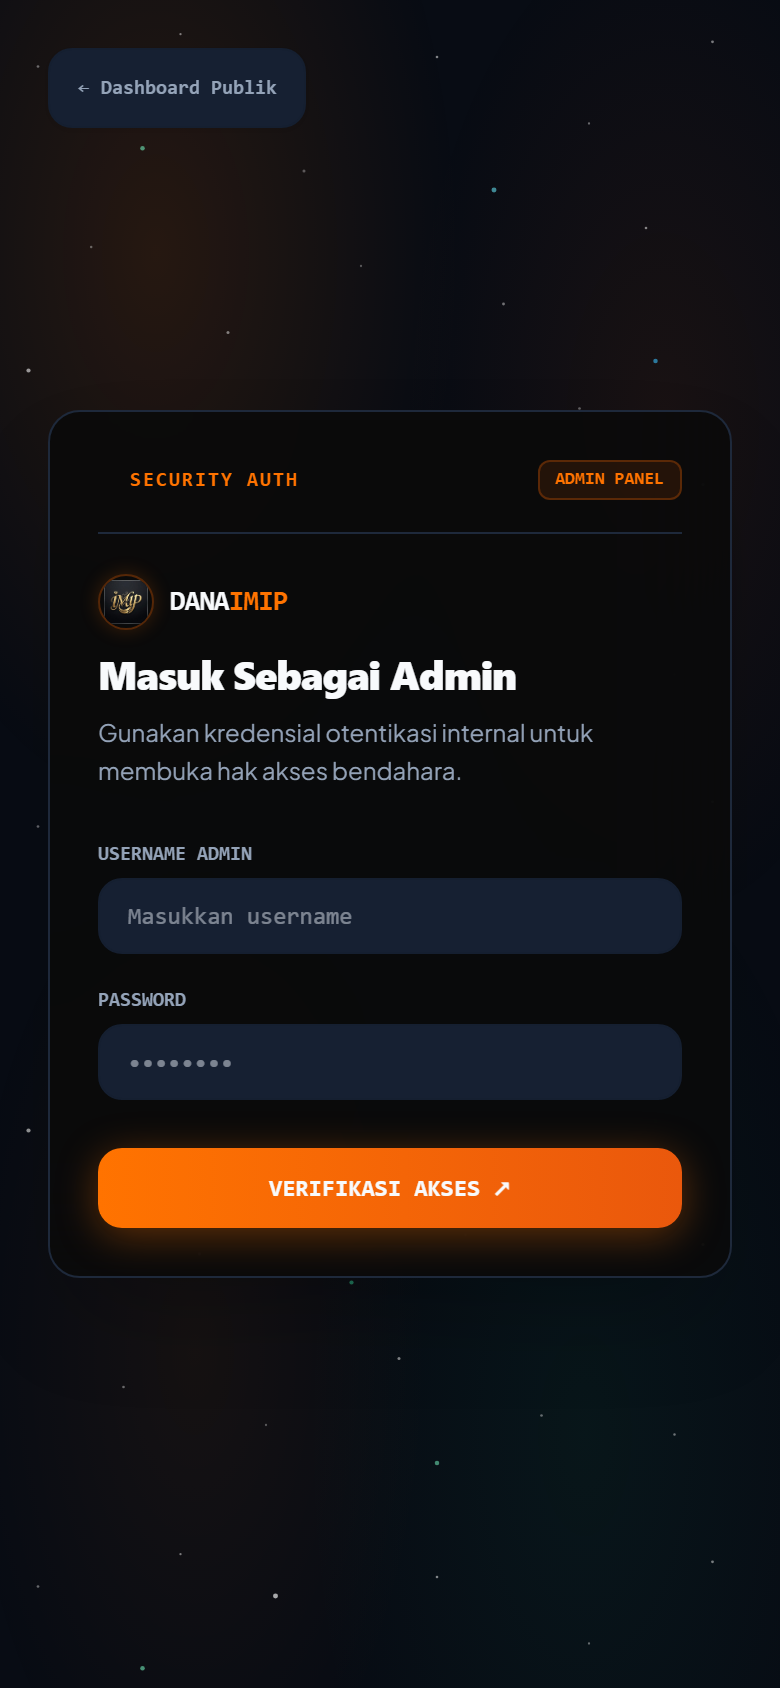 ← Dashboard Publik
SECURITY AUTH
ADMIN PANEL
iMip
DANAIMIP
Masuk Sebagai Admin
Gunakan kredensial otentikasi internal untuk
membuka hak akses bendahara.
USERNAME ADMIN
Masukkan username
PASSWORD
••••••••
VERIFIKASI AKSES ↗